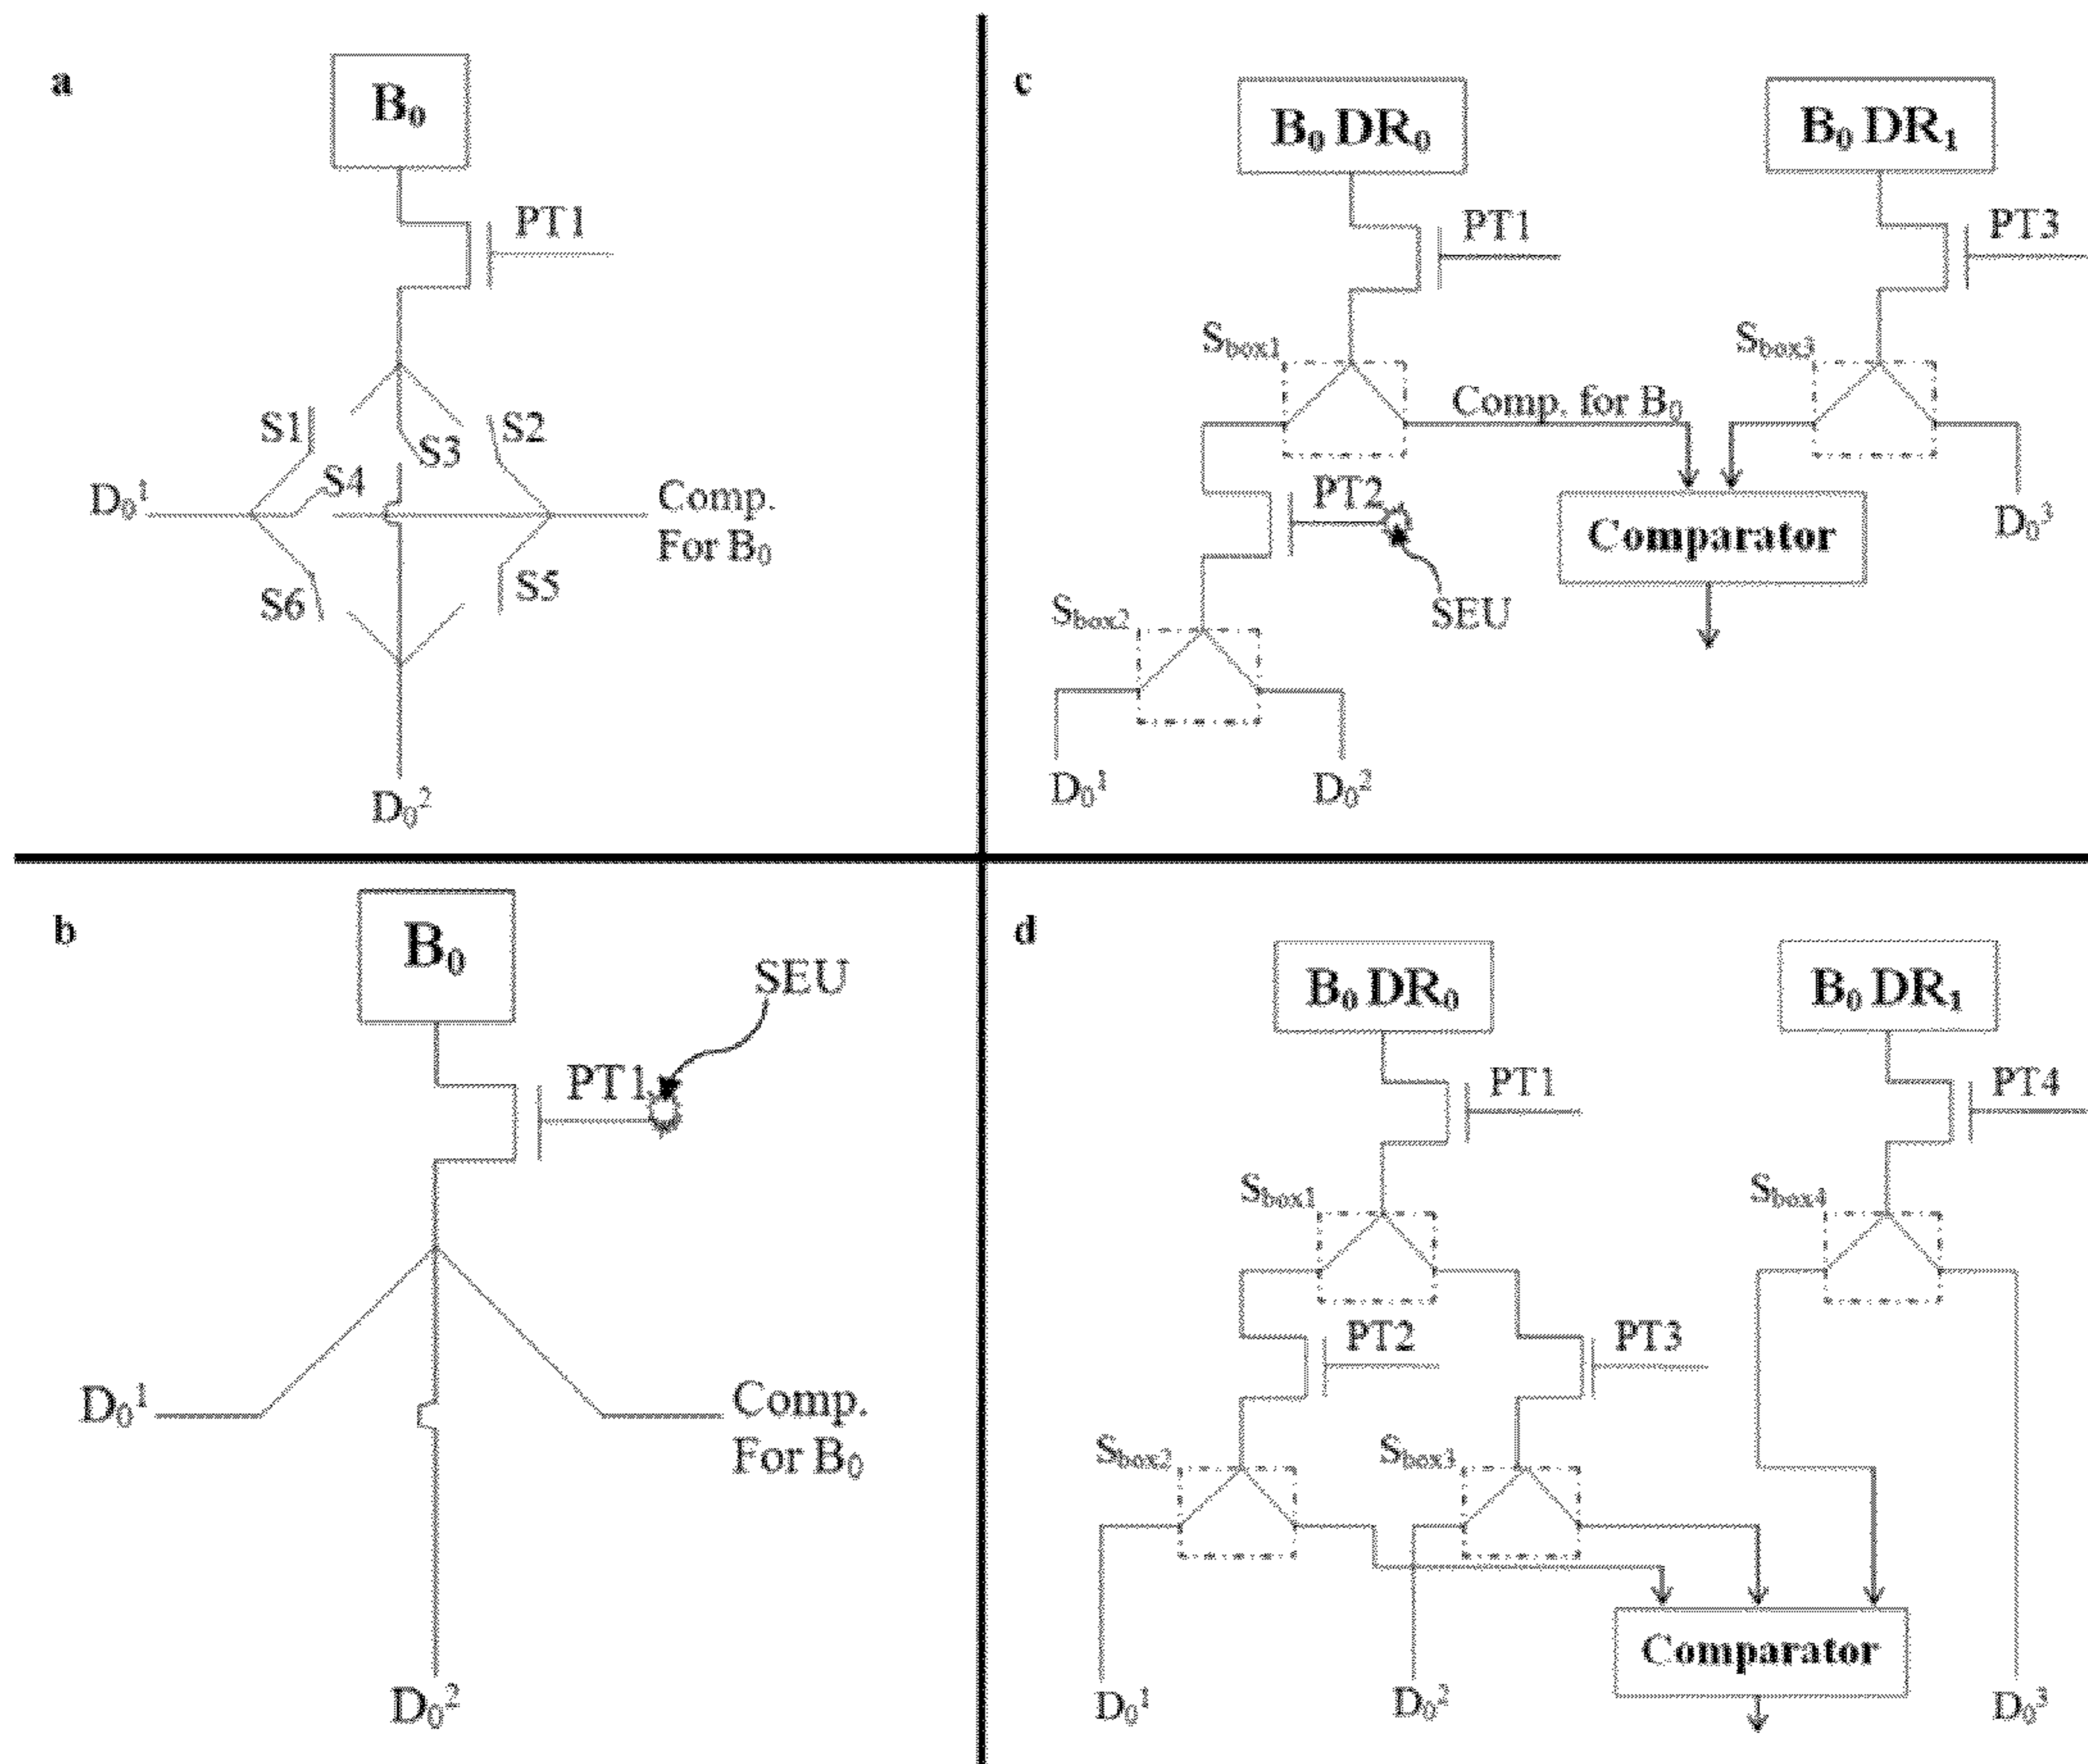 a
B₀
PT1
S1
S2
S3
S4
D₀¹
Comp.
For B₀
S6
S5
D₀²
c
B₀ DR₀
B₀ DR₁
PT1
PT3
Sbox1
Sbox3
Comp. for B₀
PT2
Comparator
D₀³
SEU
Sbox2
D₀¹
D₀²
b
B₀
SEU
PT1
D₀¹
Comp.
For B₀
D₀²
d
B₀ DR₀
B₀ DR₁
PT1
PT4
Sbox1
Sbox4
PT2
PT3
Sbox2
Sbox3
Comparator
D₀¹
D₀²
D₀³